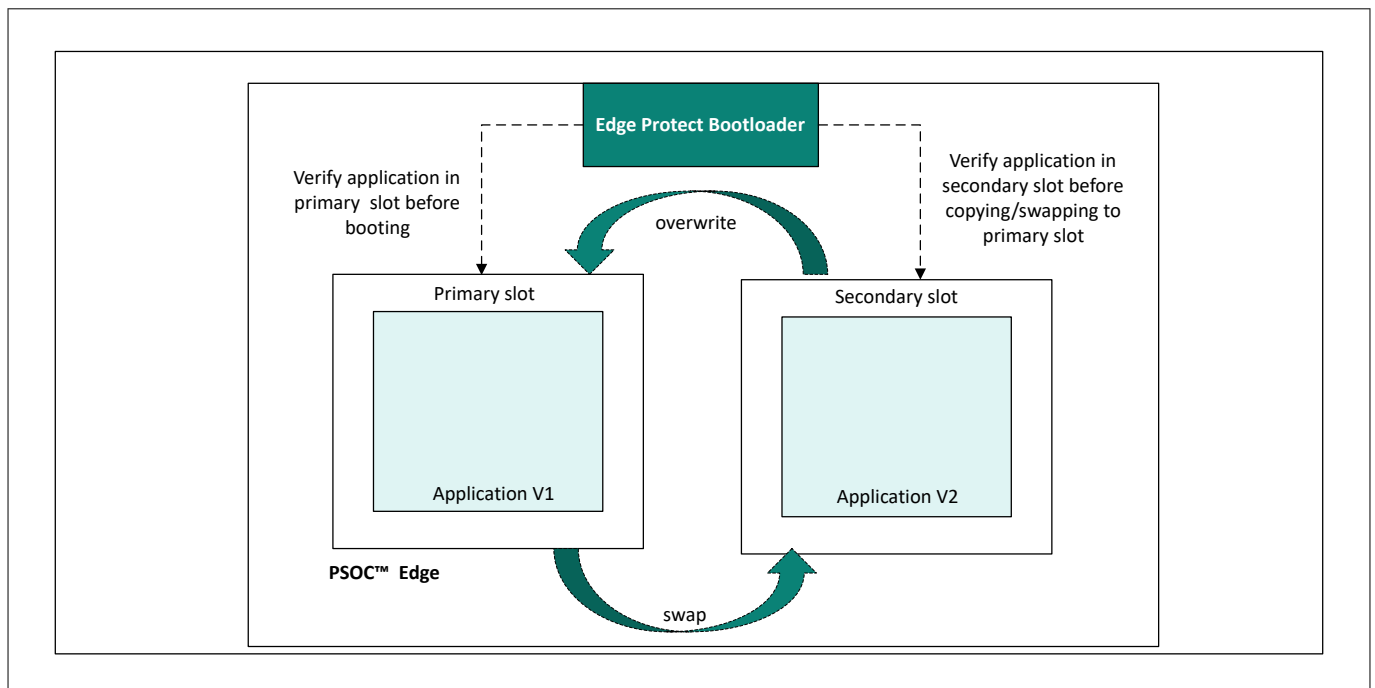 Edge Protect Bootloader
Verify application in
primary slot before
booting
Verify application in
secondary slot before
copying/swapping to
primary slot
overwrite
Primary slot
Secondary slot
Application V1
Application V2
PSOC™ Edge
swap